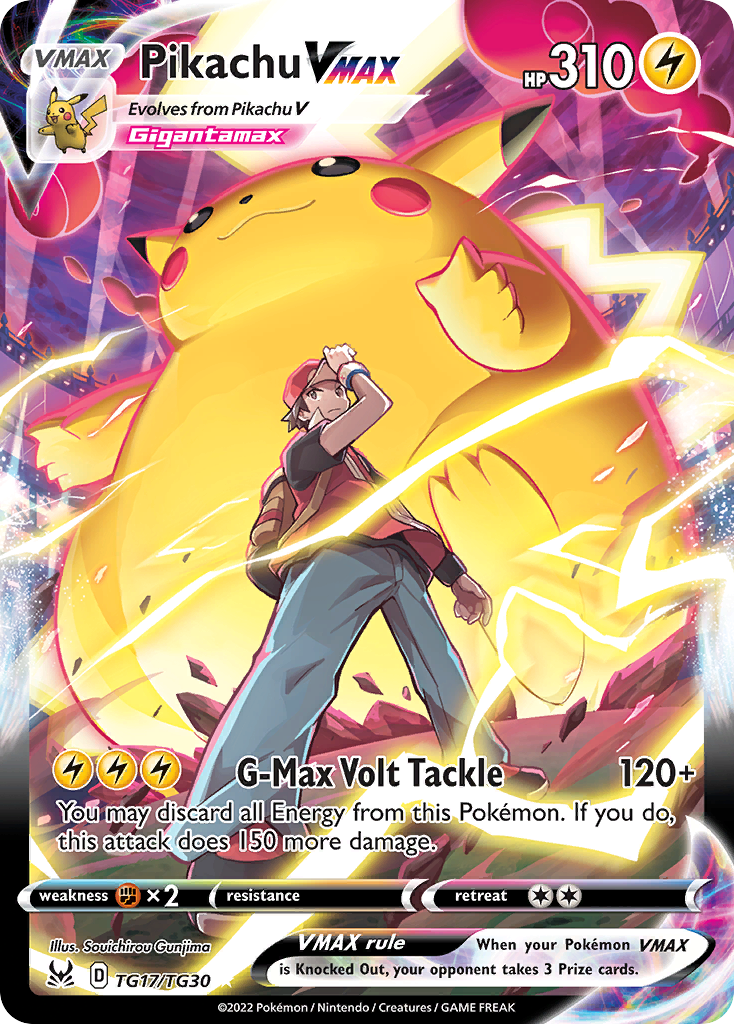 VMAX
Pikachu VMAX
HP 310
Evolves from Pikachu V
Gigantamax
G-Max Volt Tackle 120+
You may discard all Energy from this Pokémon. If you do,
this attack does 150 more damage.
weakness ×2 resistance retreat
Illus. Souichirou Gunjima
D TG17/TG30
VMAX rule When your Pokémon VMAX
is Knocked Out, your opponent takes 3 Prize cards.
©2022 Pokémon / Nintendo / Creatures / GAME FREAK